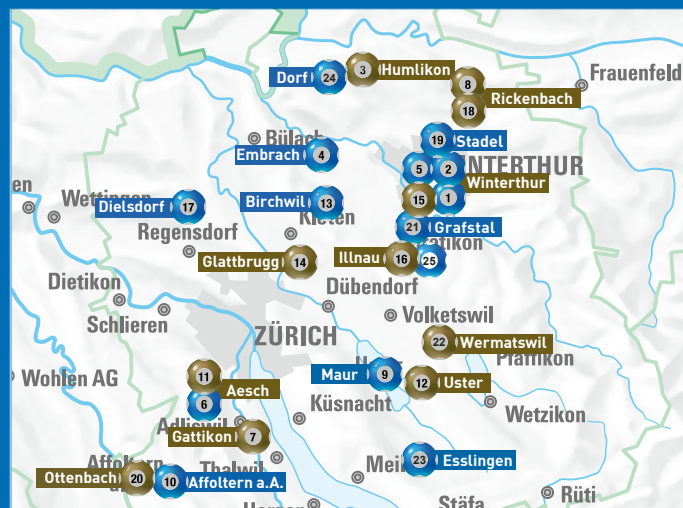 Frauenfeld
3
Humlikon
Dorf
24
8
Rickenbach
18
Bülach
19
Stadel
Embrach
4
5
2
WINTERTHUR
Winterthur
1
15
Dielsdorf
17
Birchwil
13
Wettingen
Regensdorf
21
Grafstal
Glattbrugg
14
Illnau
16
25
Dietikon
Dübendorf
Schlieren
Volketswil
ZÜRICH
22
Wermatswil
Pfäffikon
Wohlen AG
11
Aesch
6
Maur
9
12
Uster
Küsnacht
Wetzikon
Adliswil
Gattikon
7
Affoltern
Thalwil
Ottenbach
20
10
Affoltern a.A.
23
Esslingen
Stäfa
Rüti